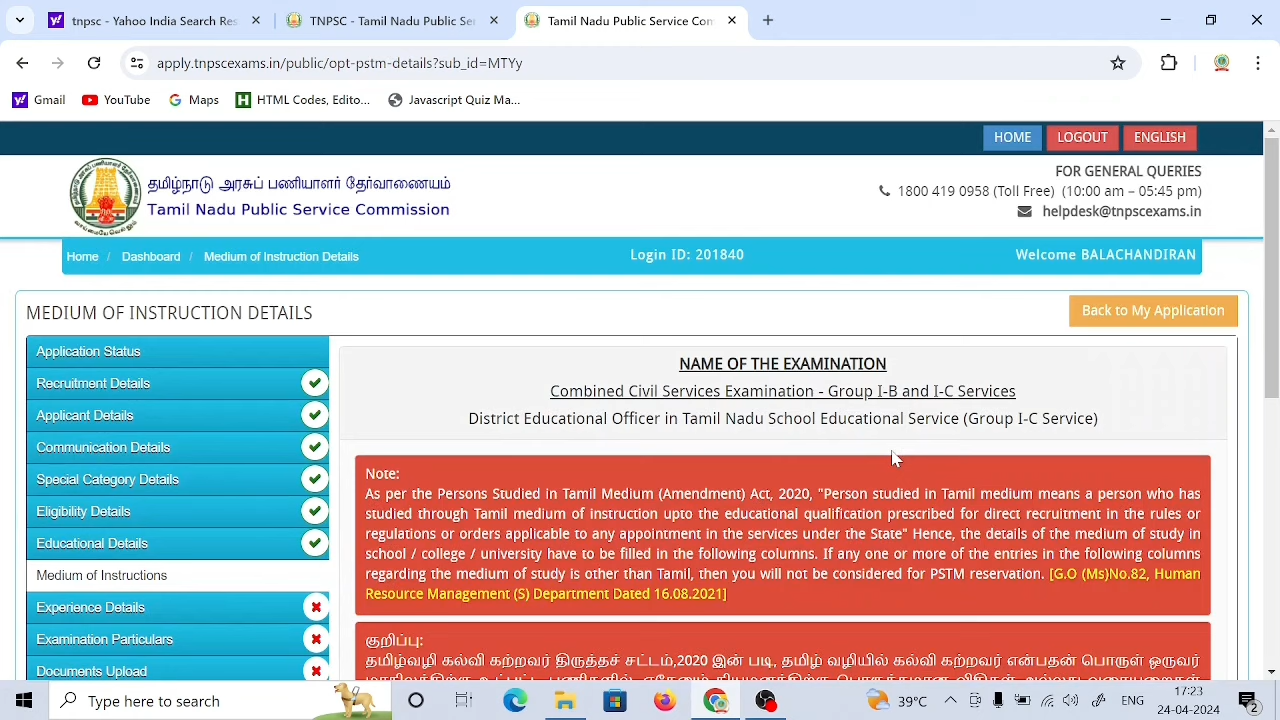 tnpsc - Yahoo India Search Res
TNPSC - Tamil Nadu Public Ser
Tamil Nadu Public Service Com
apply.tnpscexams.in/public/opt-pstm-details?sub_id=MTYy
Gmail
YouTube
Maps
HTML Codes, Edito...
Javascript Quiz Ma...
HOME
LOGOUT
ENGLISH
தமிழ்நாடு அரசுப் பணியாளர் தேர்வாணையம்
Tamil Nadu Public Service Commission
FOR GENERAL QUERIES
1800 419 0958 (Toll Free) (10:00 am – 05:45 pm)
helpdesk@tnpscexams.in
Home / Dashboard / Medium of Instruction Details
Login ID: 201840
Welcome BALACHANDIRAN
MEDIUM OF INSTRUCTION DETAILS
Back to My Application
Application Status
Recruitment Details
Applicant Details
Communication Details
Special Category Details
Eligibility Details
Educational Details
Medium of Instructions
Experience Details
Examination Particulars
Documents Upload
NAME OF THE EXAMINATION
Combined Civil Services Examination - Group I-B and I-C Services
District Educational Officer in Tamil Nadu School Educational Service (Group I-C Service)
Note:
As per the Persons Studied in Tamil Medium (Amendment) Act, 2020, "Person studied in Tamil medium means a person who has
studied through Tamil medium of instruction upto the educational qualification prescribed for direct recruitment in the rules or
regulations or orders applicable to any appointment in the services under the State" Hence, the details of the medium of study in
school / college / university have to be filled in the following columns. If any one or more of the entries in the following columns
regarding the medium of study is other than Tamil, then you will not be considered for PSTM reservation. [G.O (Ms)No.82, Human
Resource Management (S) Department Dated 16.08.2021]
குறிப்பு:
தமிழ்வழி கல்வி கற்றவர் திருத்தச் சட்டம்,2020 இன் படி, தமிழ் வழியில் கல்வி கற்றவர் என்பதன் பொருள் ஒருவர்
Type here to search
39°C
ENG
17:23
24-04-2024
2